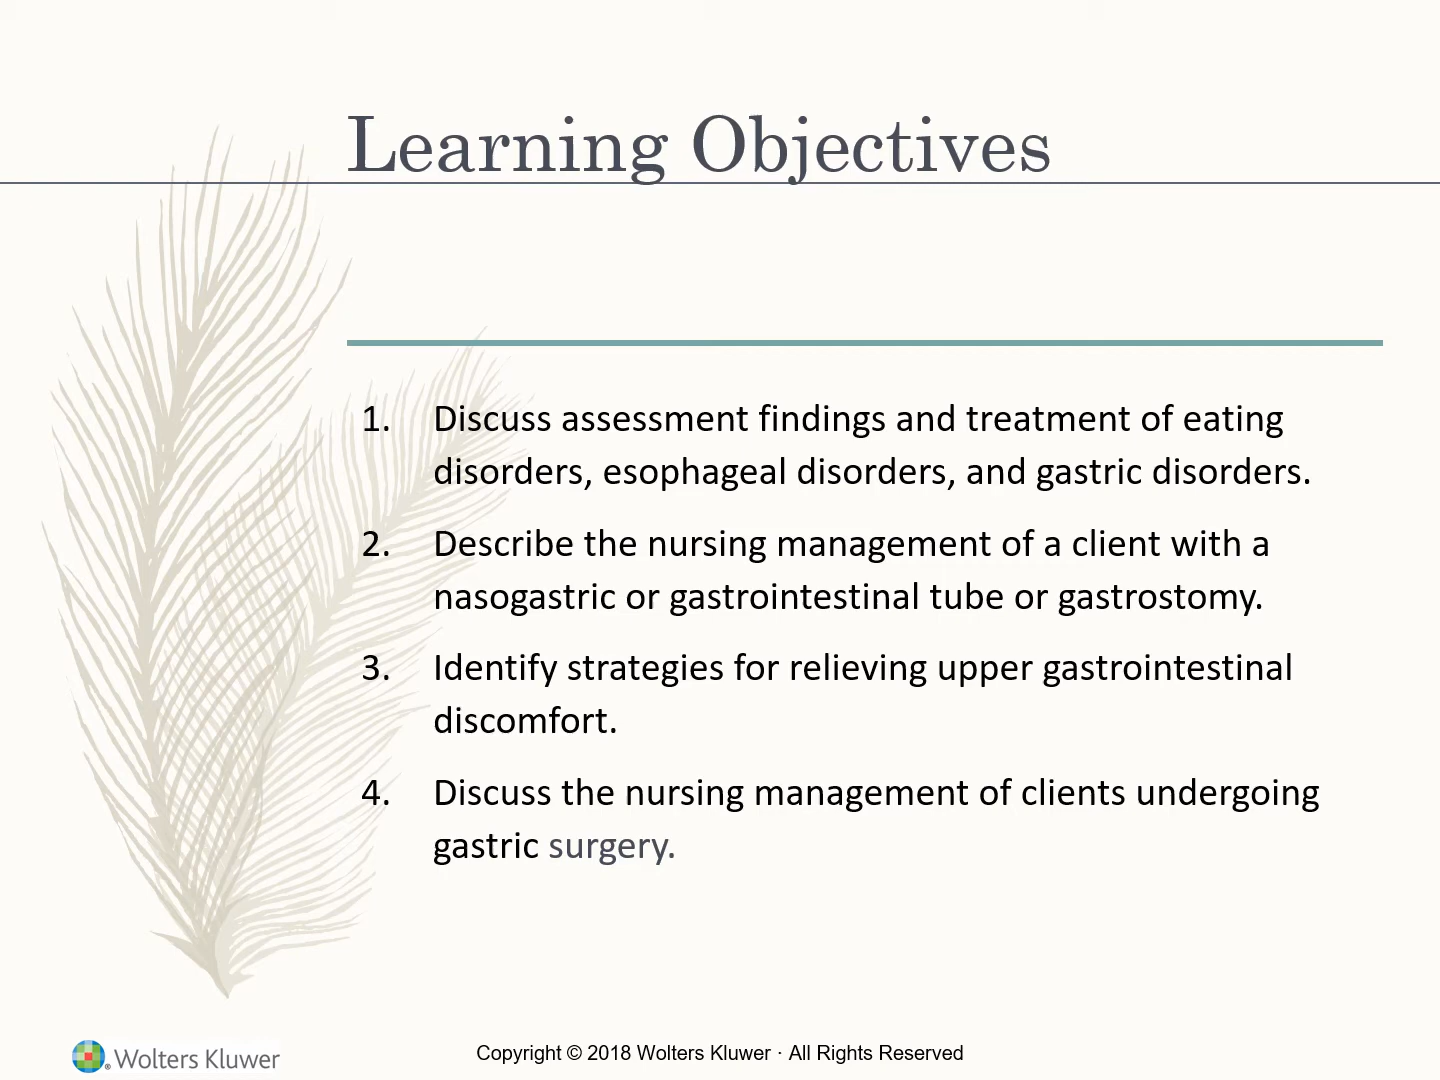 Learning Objectives
1. Discuss assessment findings and treatment of eating
disorders, esophageal disorders, and gastric disorders.
2. Describe the nursing management of a client with a
nasogastric or gastrointestinal tube or gastrostomy.
3. Identify strategies for relieving upper gastrointestinal
discomfort.
4. Discuss the nursing management of clients undergoing
gastric surgery.
Wolters Kluwer
Copyright © 2018 Wolters Kluwer · All Rights Reserved